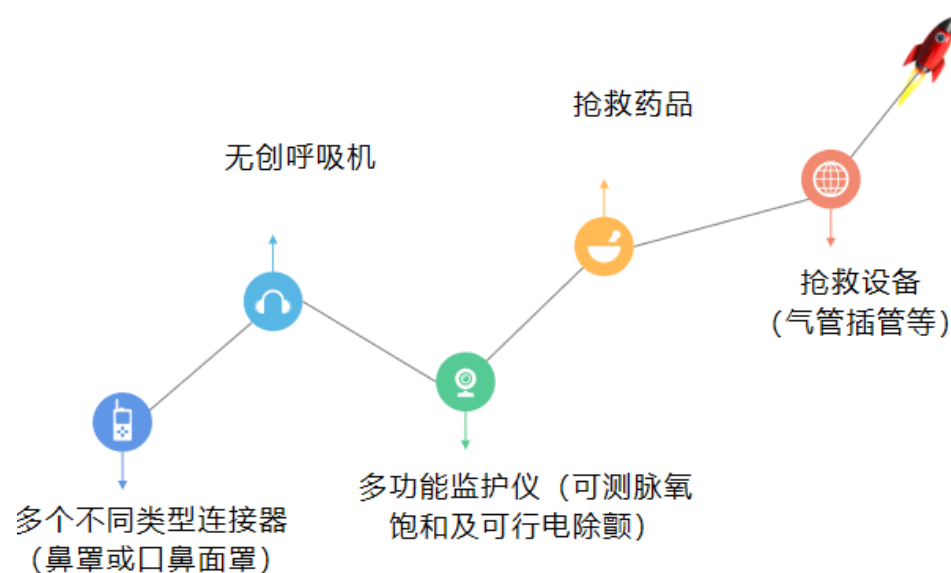 抢救药品
无创呼吸机
抢救设备
（气管插管等）
多功能监护仪（可测脉氧
饱和及可行电除颤）
多个不同类型连接器
（鼻罩或口鼻面罩）